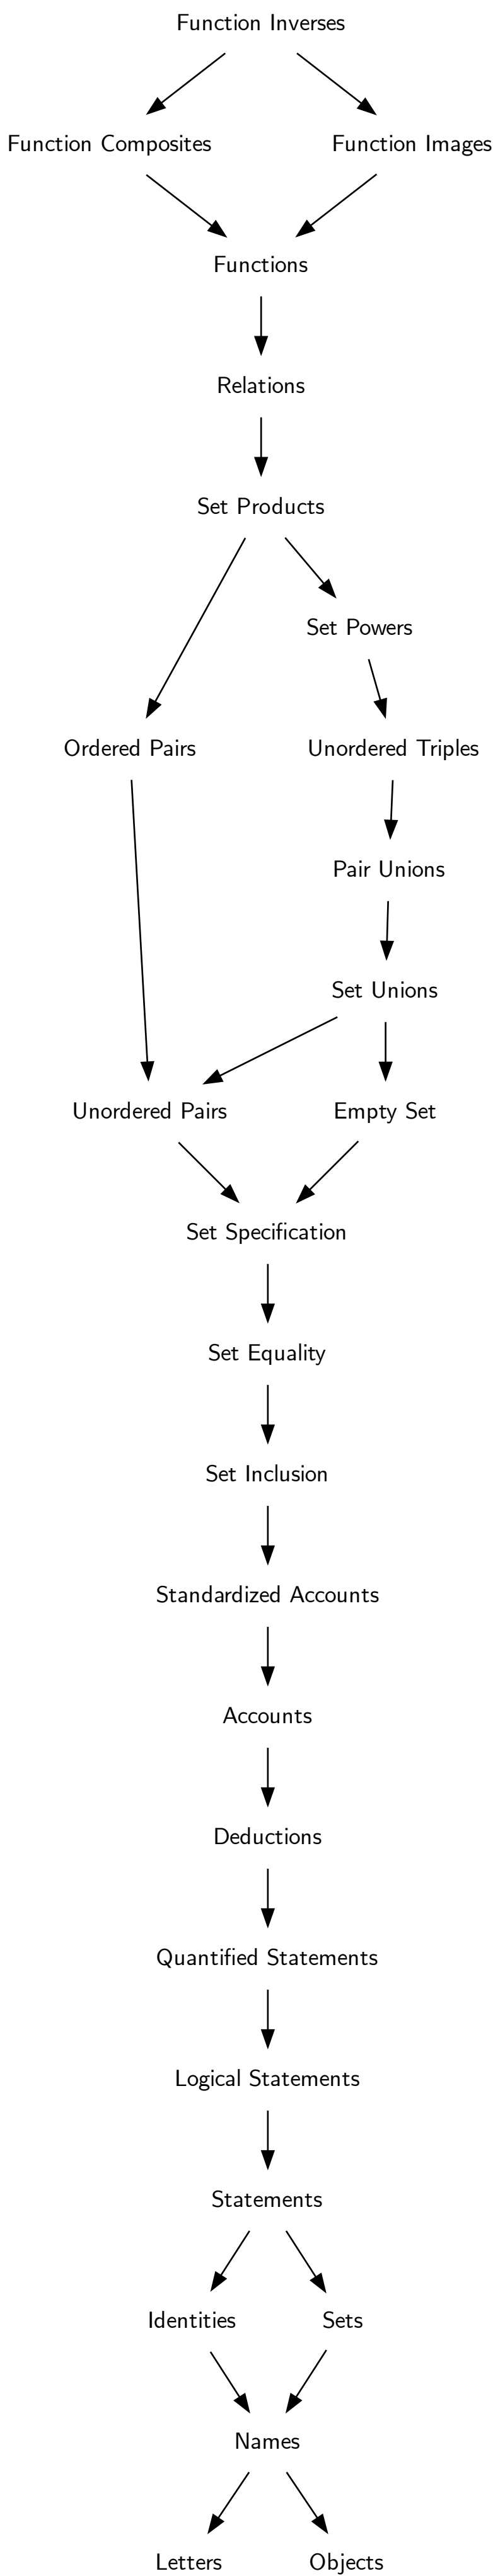 Function Inverses
Function Composites
Function Images
Functions
Relations
Set Products
Set Powers
Ordered Pairs
Unordered Triples
Pair Unions
Set Unions
Unordered Pairs
Empty Set
Set Specification
Set Equality
Set Inclusion
Standardized Accounts
Accounts
Deductions
Quantified Statements
Logical Statements
Statements
Identities
Sets
Names
Letters
Objects